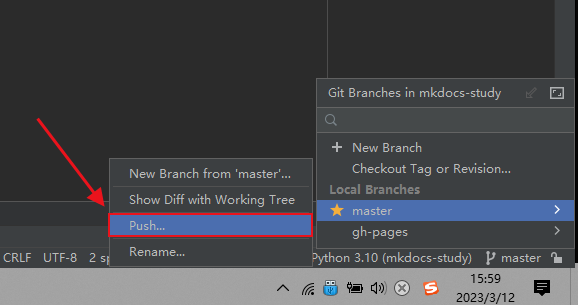 Git Branches in mkdocs-study
New Branch
Checkout Tag or Revision...
Local Branches
master
gh-pages
New Branch from 'master'...
Show Diff with Working Tree
Push...
Rename...
CRLF UTF-8 2 sp Python 3.10 (mkdocs-study) master
15:59
2023/3/12